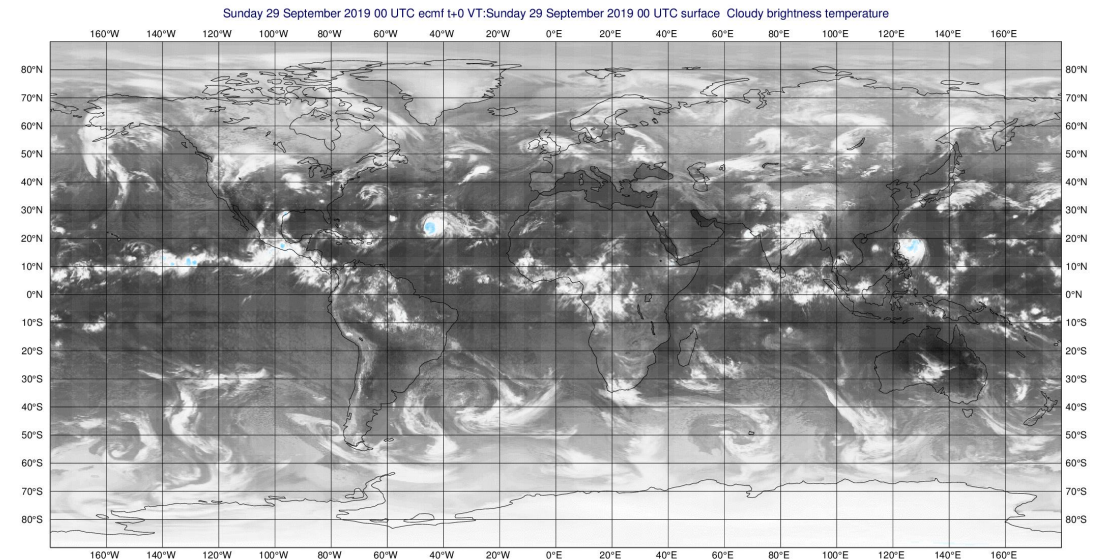 Sunday 29 September 2019 00 UTC ecmf t+0 VT:Sunday 29 September 2019 00 UTC surface  Cloudy brightness temperature
160°W 140°W 120°W 100°W 80°W 60°W 40°W 20°W 0°E 20°E 40°E 60°E 80°E 100°E 120°E 140°E 160°E
80°N 80°N
70°N 70°N
60°N 60°N
50°N 50°N
40°N 40°N
30°N 30°N
20°N 20°N
10°N 10°N
0°N 0°N
10°S 10°S
20°S 20°S
30°S 30°S
40°S 40°S
50°S 50°S
60°S 60°S
70°S 70°S
80°S 80°S
160°W 140°W 120°W 100°W 80°W 60°W 40°W 20°W 0°E 20°E 40°E 60°E 80°E 100°E 120°E 140°E 160°E